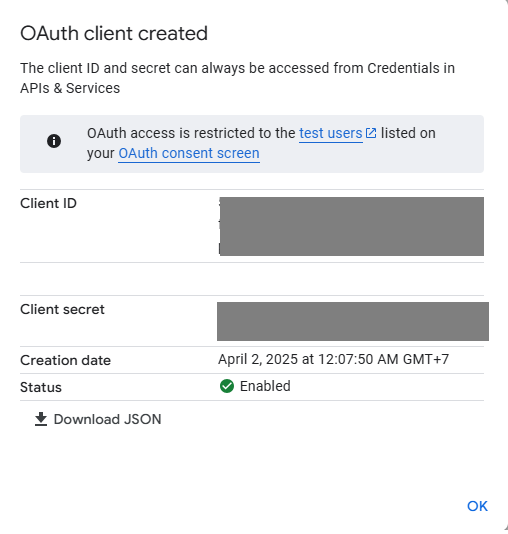 OAuth client created
The client ID and secret can always be accessed from Credentials in
APIs & Services
OAuth access is restricted to the test users listed on
your OAuth consent screen
Client ID
Client secret
Creation date April 2, 2025 at 12:07:50 AM GMT+7
Status Enabled
Download JSON
OK